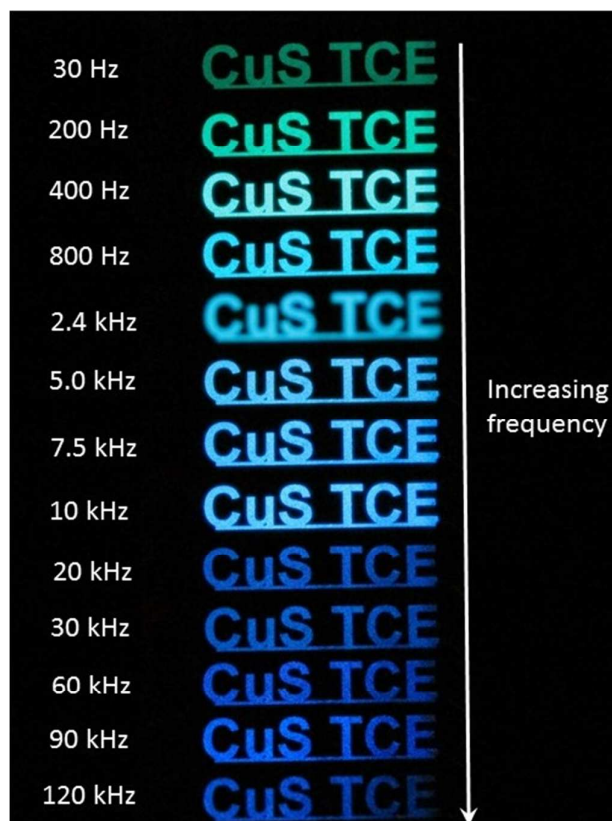 30 Hz CuS TCE
200 Hz CuS TCE
400 Hz CuS TCE
800 Hz CuS TCE
2.4 kHz CuS TCE
5.0 kHz CuS TCE
Increasing
frequency
7.5 kHz CuS TCE
10 kHz CuS TCE
20 kHz CuS TCE
30 kHz CuS TCE
60 kHz CuS TCE
90 kHz CuS TCE
120 kHz CuS TCE